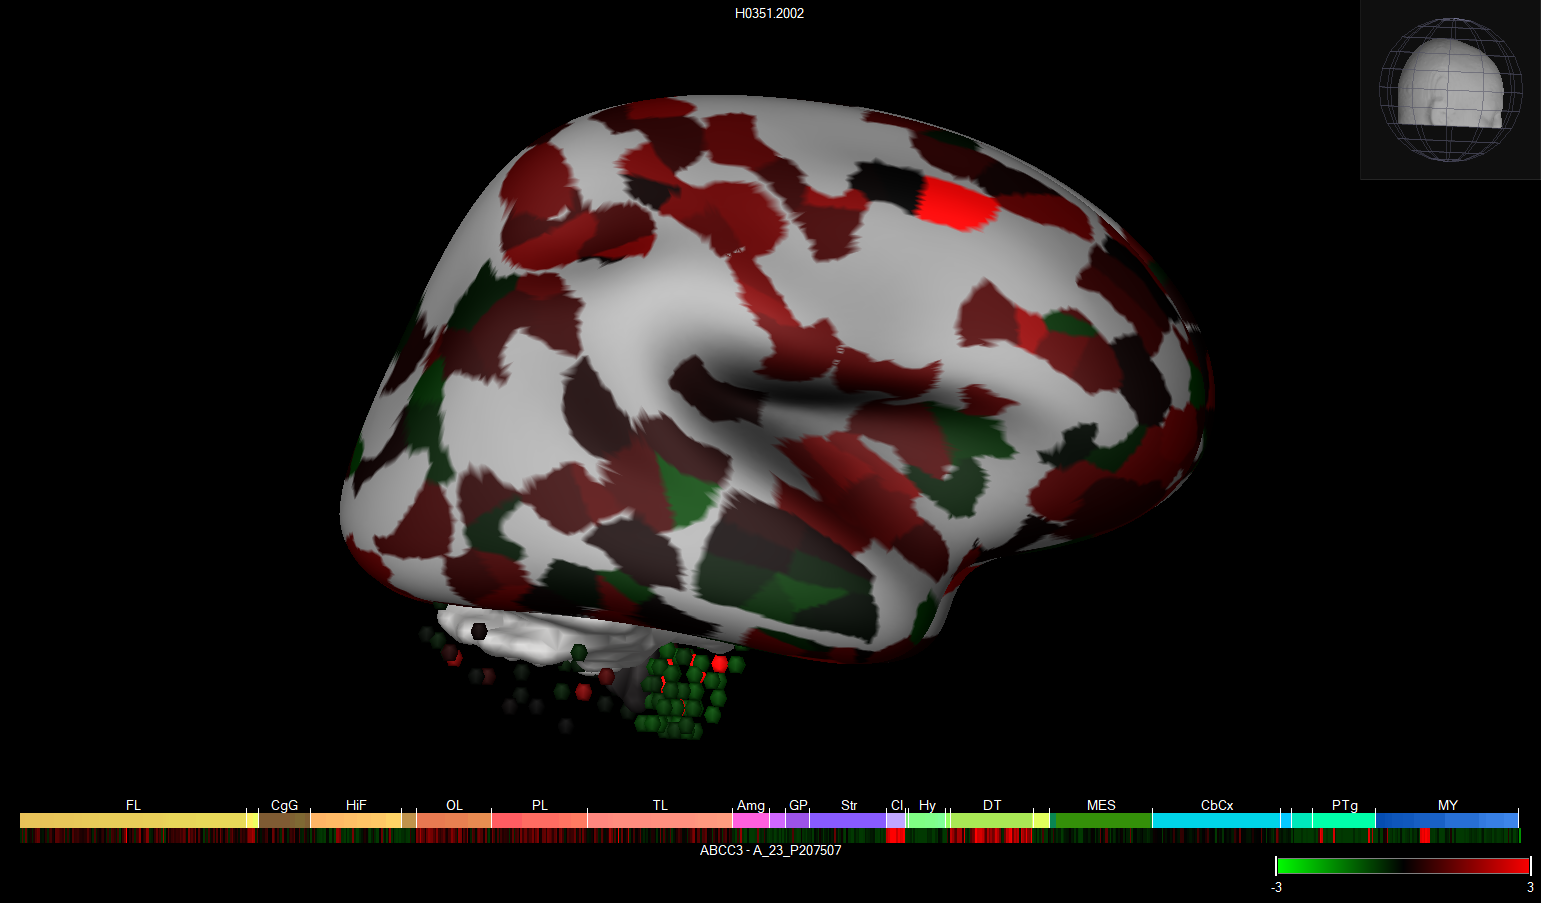 H0351.2002
FL CgG HiF OL PL TL Amg GP Str Cl Hy DT MES CbCx PTg MY
ABCC3 - A_23_P207507
-3 3